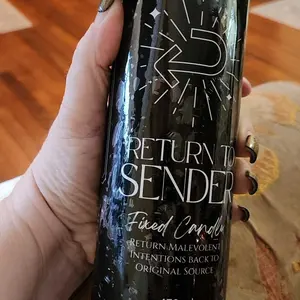 RETURN TO
SENDER
Fixed Candle
RETURN MALEVOLENT
INTENTIONS BACK TO
ORIGINAL SOURCE